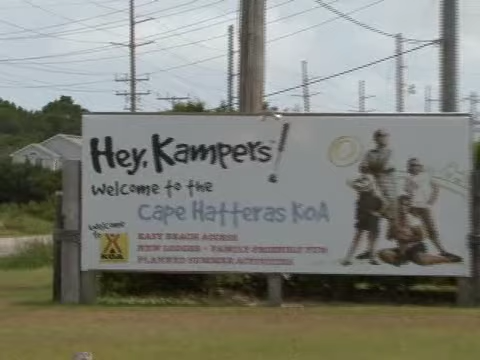 Hey, Kampers!
Welcome to the
Cape Hatteras KOA
Welcome to
KOA
EASY BEACH ACCESS
NEW LODGES - FAMILY-FRIENDLY FUN
PLANNED SUMMER ACTIVITIES